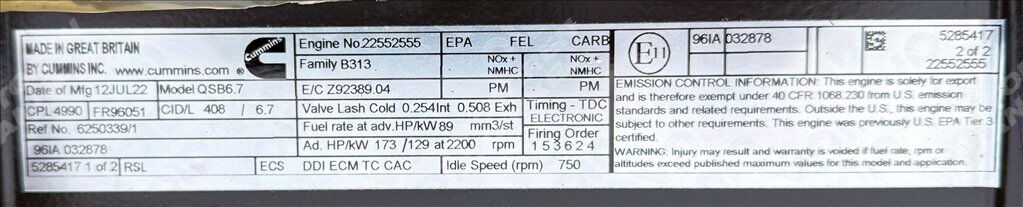 MADE IN GREAT BRITAIN
BY CUMMINS INC. www.cummins.com ®
Cummins
Date of Mfg 12JUL22 Model QSB6.7
CPL4990 FR96051 CID/L 408 / 6.7
Ref No. 6250339/1
96IA 032878
5285417 1 of 2 RSL ECS DDI ECM TC CAC Idle Speed (rpm) 750
Engine No.22552555 EPA FEL CARB
Family B313 NOx + NMHC NOx + NMHC
E/C Z92389.04 PM PM
Valve Lash Cold 0.254Int 0.508 Exh Timing - TDC
ELECTRONIC
Fuel rate at adv.HP/kW 89 mm3/st Firing Order
Ad. HP/kW 173 /129 at 2200 rpm 1 5 3 6 2 4
E11 96IA 032878
5285417
2 of 2
22552555
EMISSION CONTROL INFORMATION: This engine is solely for export
and is therefore exempt under 40 CFR 1068.230 from U.S. emission
standards and related requirements. Outside the U.S., this engine may be
subject to other requirements. This engine was previously U.S. EPA Tier 3
certified.
WARNING: Injury may result and warranty is voided if fuel rate, rpm or
altitudes exceed published maximum values for this model and application.